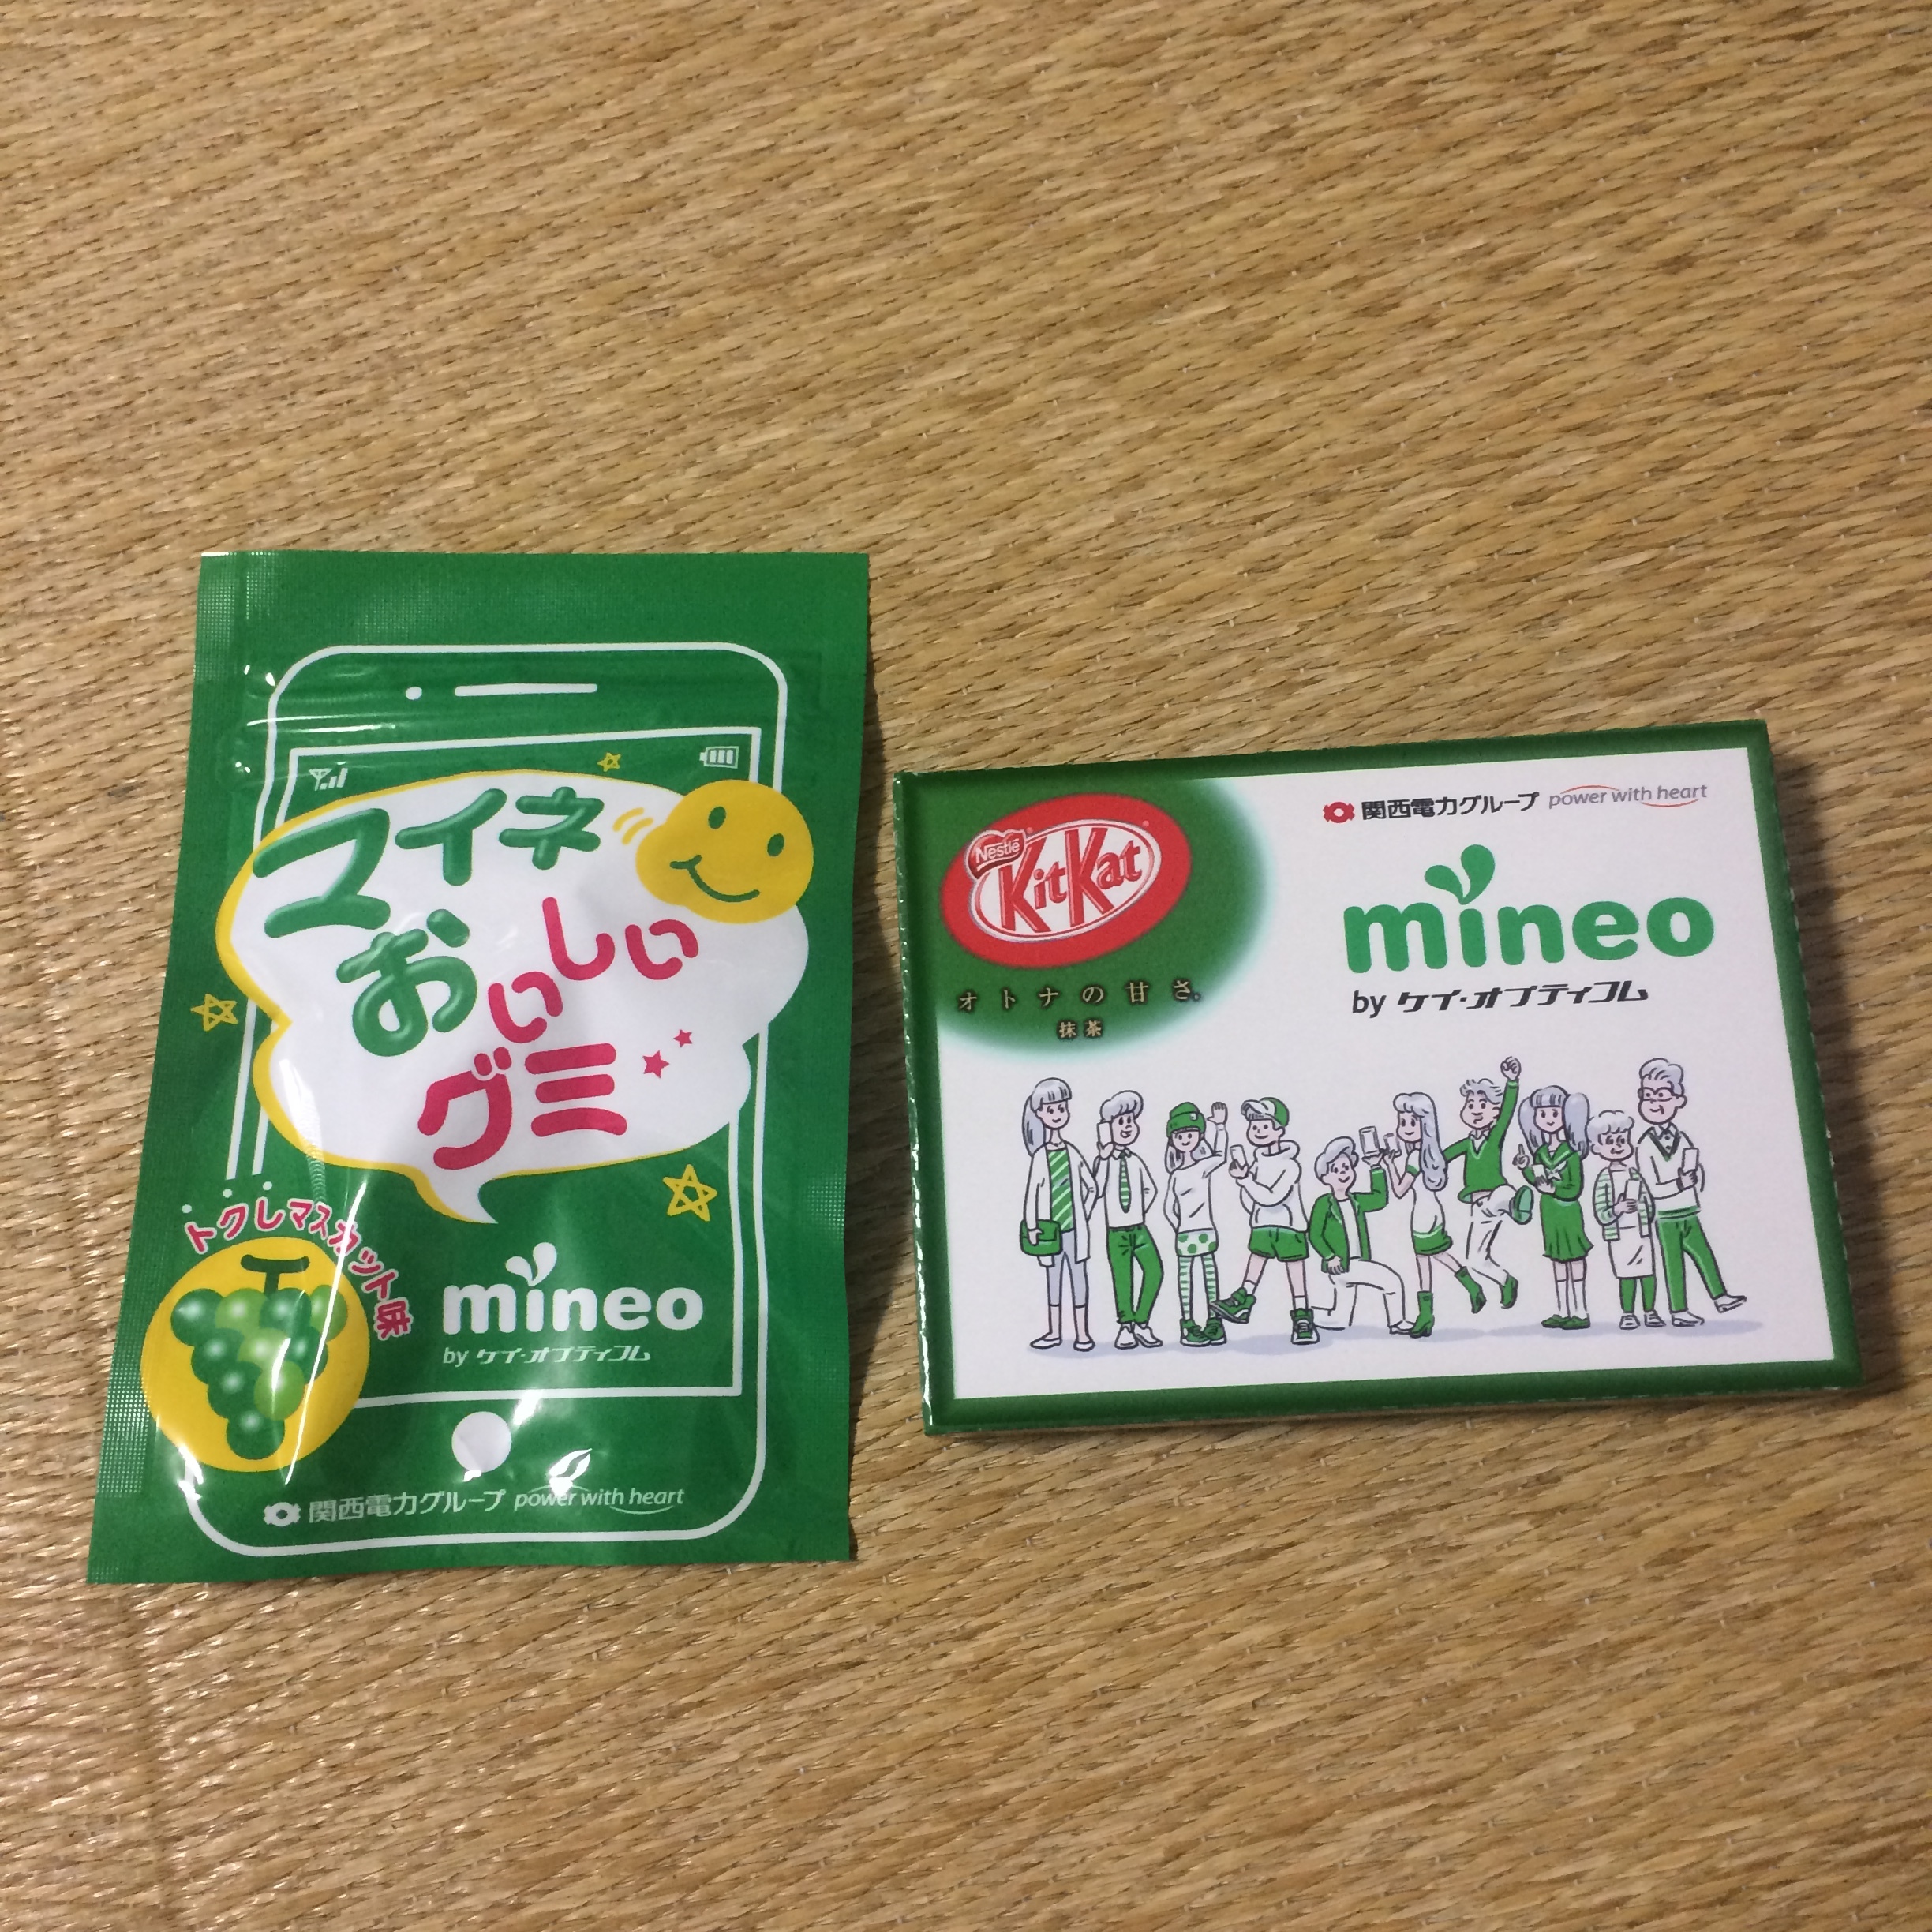 マイネ
おいしい
グミ
トクしマスカット味
mineo
by ケイ・オプティコム
関西電力グループ power with heart
Nestlé
KitKat
オトナの甘さ。
抹茶
関西電力グループ power with heart
mineo
by ケイ・オプティコム